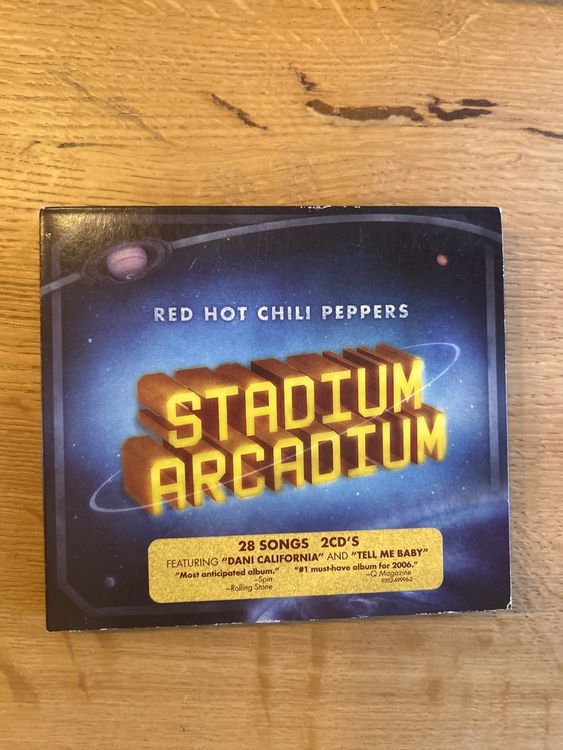 RED HOT CHILI PEPPERS
STADIUM
ARCADIUM
28 SONGS 2CD'S
FEATURING "DANI CALIFORNIA" AND "TELL ME BABY"
"Most anticipated album." "#1 must-have album for 2006."
–Spin –Q Magazine
–Rolling Stone 9362499962